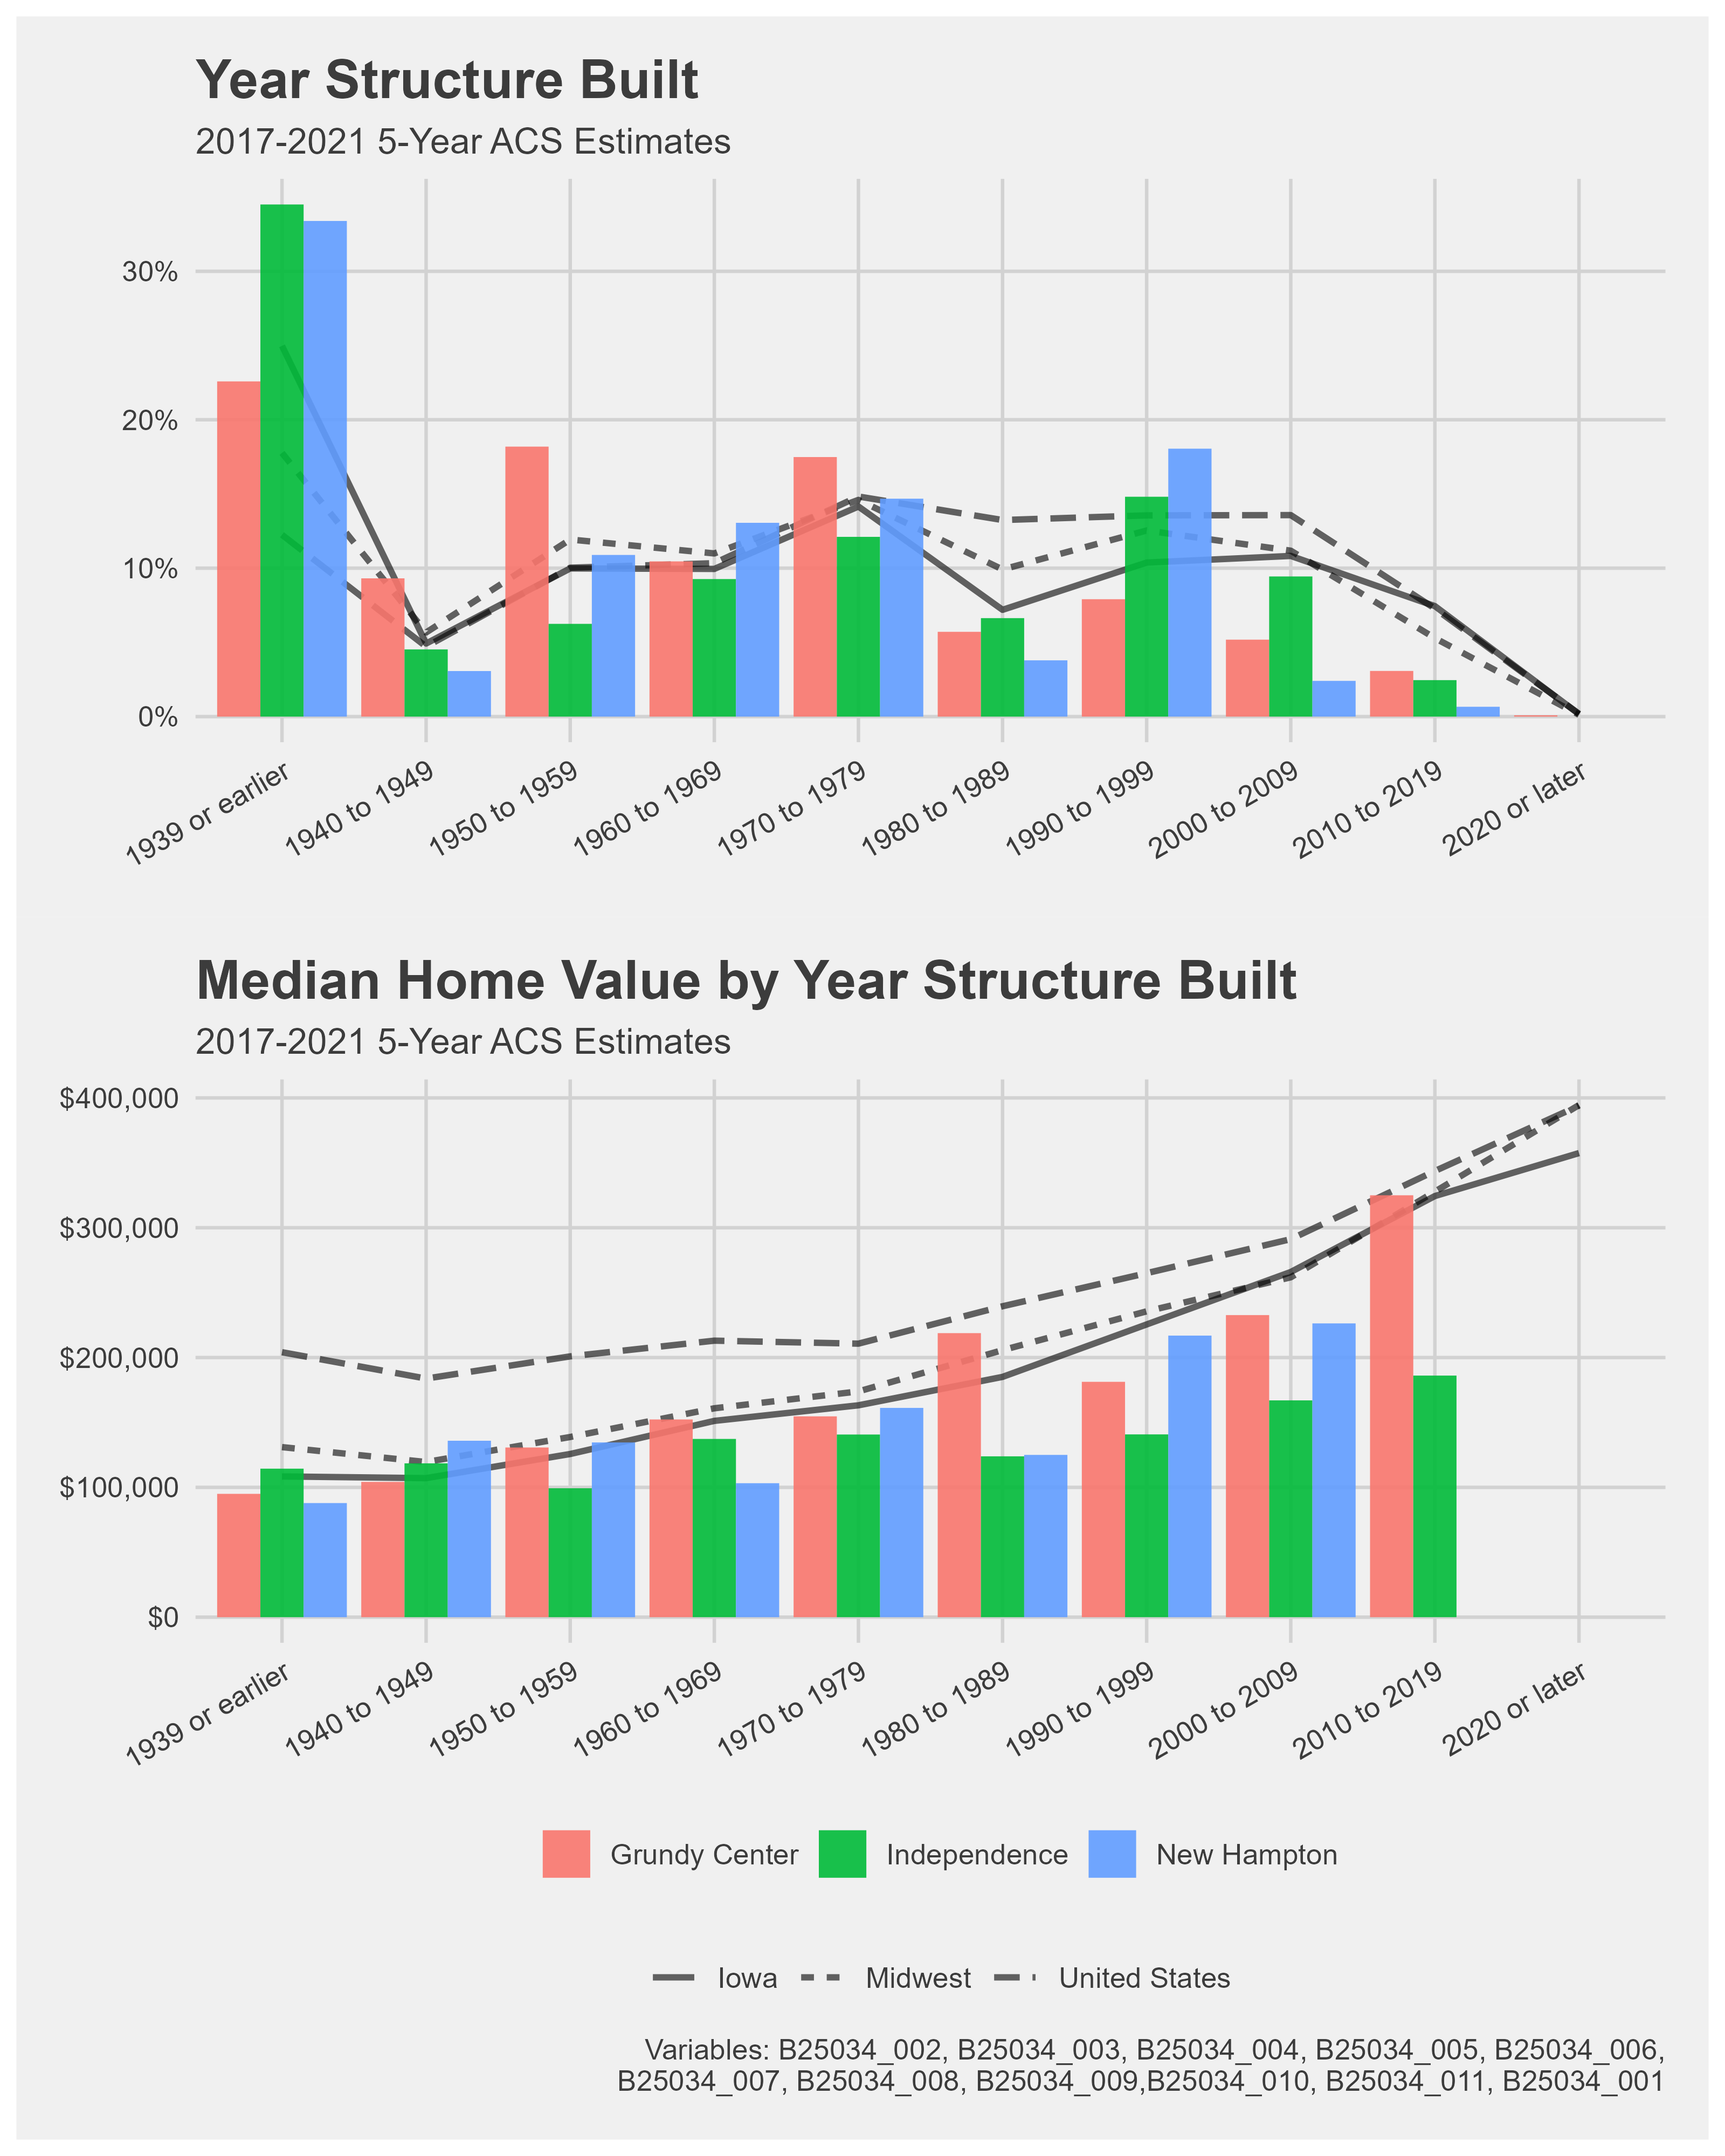 Year Structure Built
2017-2021 5-Year ACS Estimates
30%
20%
10%
0%
1939 or earlier
1940 to 1949
1950 to 1959
1960 to 1969
1970 to 1979
1980 to 1989
1990 to 1999
2000 to 2009
2010 to 2019
2020 or later
Median Home Value by Year Structure Built
2017-2021 5-Year ACS Estimates
$400,000
$300,000
$200,000
$100,000
$0
1939 or earlier
1940 to 1949
1950 to 1959
1960 to 1969
1970 to 1979
1980 to 1989
1990 to 1999
2000 to 2009
2010 to 2019
2020 or later
Grundy Center Independence New Hampton
Iowa Midwest United States
Variables: B25034_002, B25034_003, B25034_004, B25034_005, B25034_006,
B25034_007, B25034_008, B25034_009,B25034_010, B25034_011, B25034_001